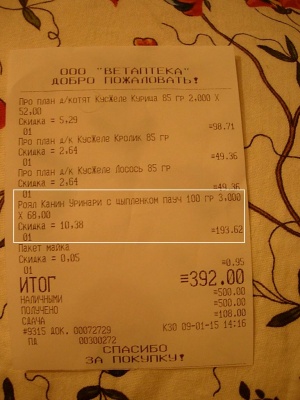 ООО "ВЕТАПТЕКА"
ДОБРО ПОЖАЛОВАТЬ!
Про план д/котят КусЖеле Курица 85 гр 2.000 X
52.00
Скидка = 5,29
01 =98.71
Про план д/к КусЖеле Кролик 85 гр
Скидка = 2,64
01 =49.36
Про план д/к КусЖеле Лосось 85 гр
Скидка = 2,64
01 =49.36
Роял Канин Уринари с цыпленком пауч 100 гр 3.000
X 68.00
Скидка = 10,38
01 =193.62
Пакет майка
Скидка = 0,05
01 =0.95
ИТОГ =392.00
НАЛИЧНЫМИ =500.00
ПОЛУЧЕНО =500.00
СДАЧА =108.00
#9315 ДОК. 00072729 К30 09-01-15 14:16
ПД 00300272
СПАСИБО
ЗА ПОКУПКУ!